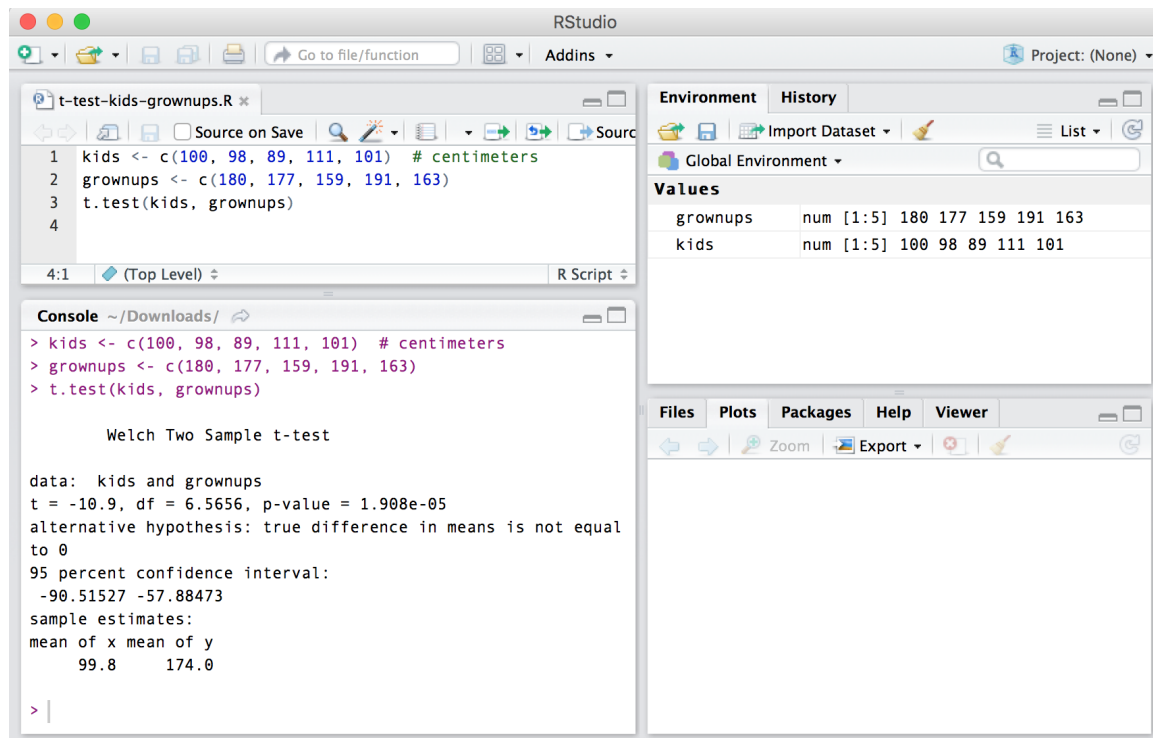 RStudio
Go to file/function Addins Project: (None)
t-test-kids-grownups.R
Source on Save Sourc
1 kids <- c(100, 98, 89, 111, 101)  # centimeters
2 grownups <- c(180, 177, 159, 191, 163)
3 t.test(kids, grownups)
4
4:1 (Top Level) R Script
Console ~/Downloads/
> kids <- c(100, 98, 89, 111, 101)  # centimeters
> grownups <- c(180, 177, 159, 191, 163)
> t.test(kids, grownups)
Welch Two Sample t-test
data:  kids and grownups
t = -10.9, df = 6.5656, p-value = 1.908e-05
alternative hypothesis: true difference in means is not equal
to 0
95 percent confidence interval:
-90.51527 -57.88473
sample estimates:
mean of x mean of y
99.8 174.0
>
Environment History
Import Dataset List
Global Environment
Values
grownups num [1:5] 180 177 159 191 163
kids num [1:5] 100 98 89 111 101
Files Plots Packages Help Viewer
Zoom Export